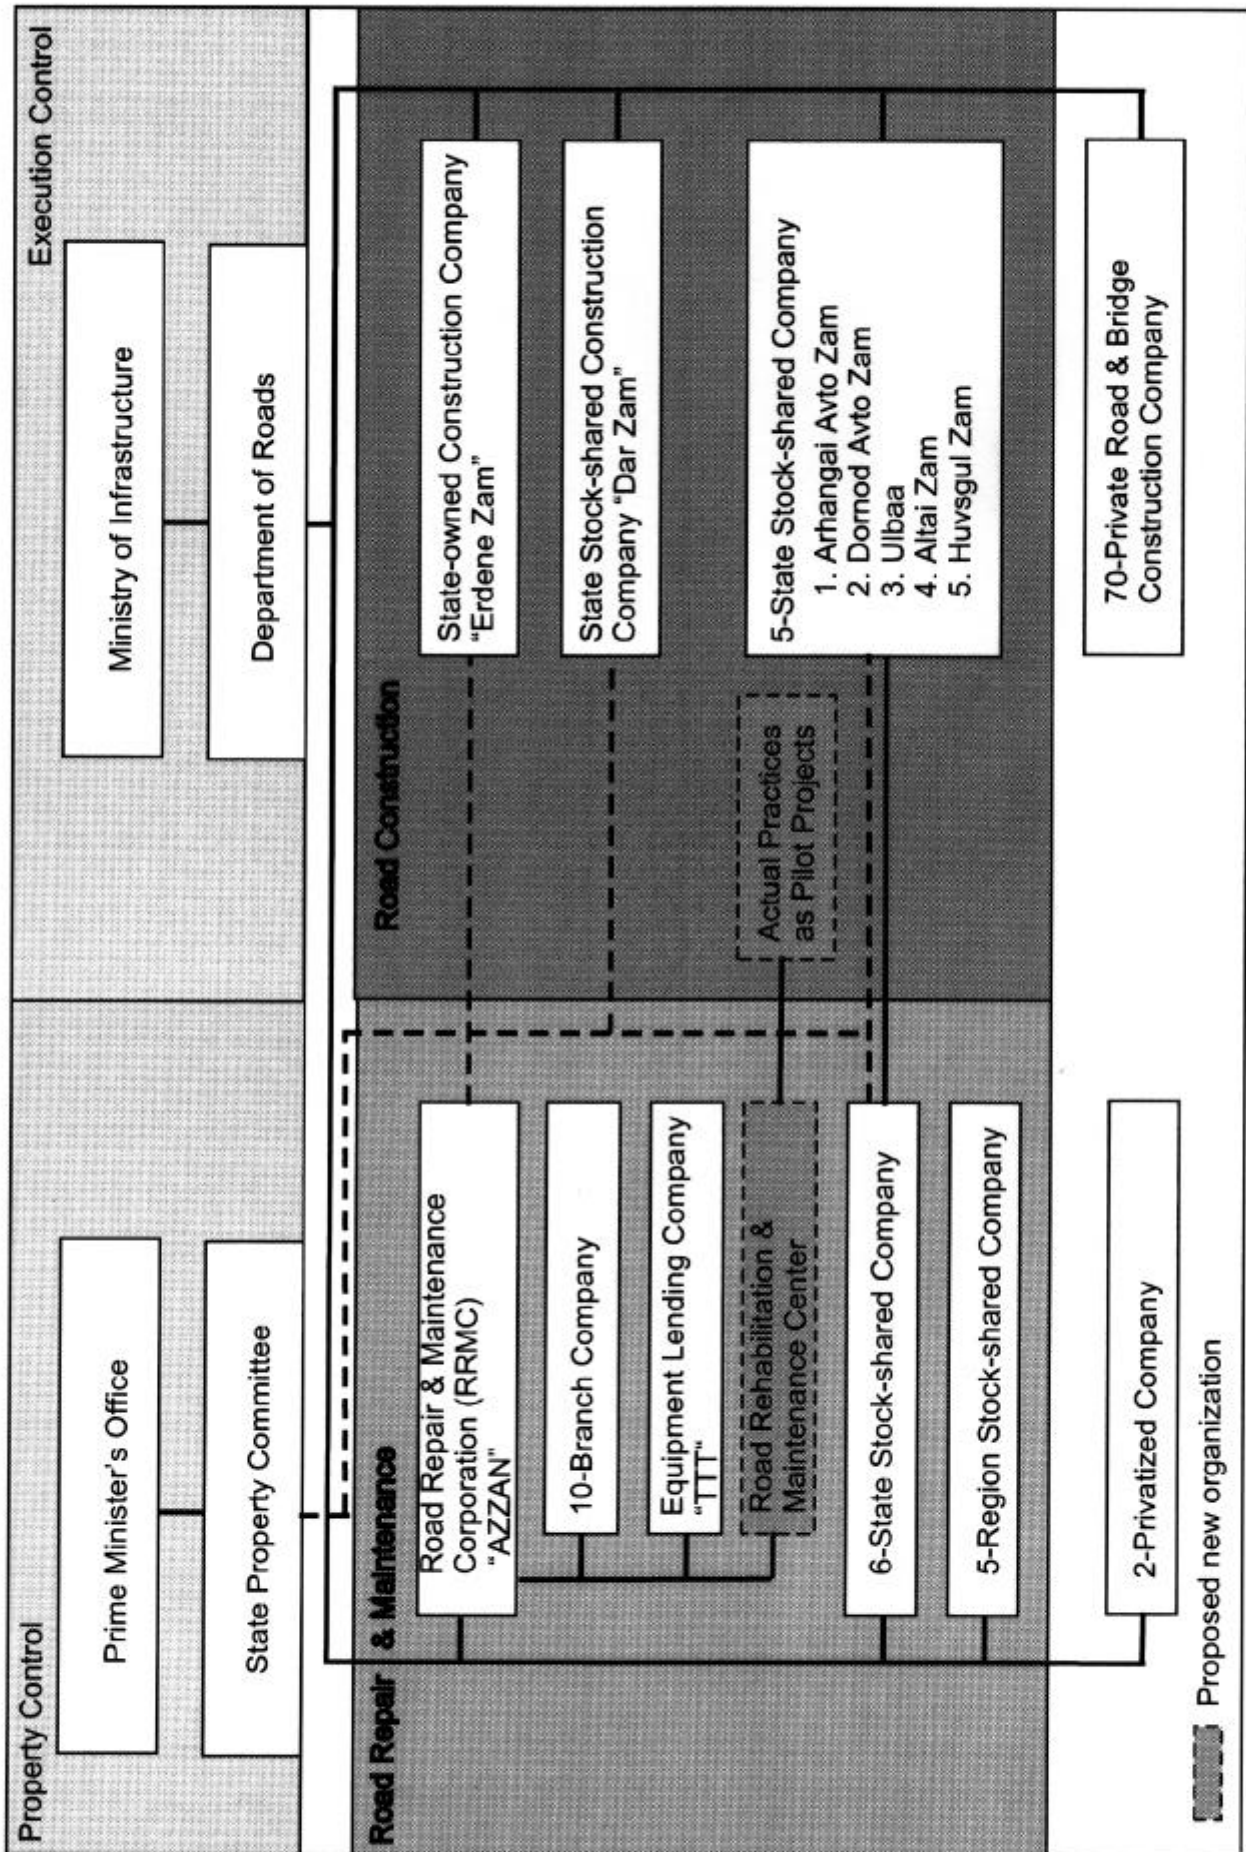 Property Control
Execution Control
Prime Minister's Office
Ministry of Infrastructure
State Property Committee
Department of Roads
Road Repair & Maintenance
Road Construction
Road Repair & Maintenance
Corporation (RRMC)
“AZZAN”
State-owned Construction Company
“Erdene Zam”
10-Branch Company
State Stock-shared Construction
Company “Dar Zam”
Equipment Lending Company
“TTT“
Road Rehabilitation &
Maintenance Center
Actual Practices
as Pilot Projects
5-State Stock-shared Company
1. Arhangai Avto Zam
2. Dornod Avto Zam
3. Ulbaa
4. Altai Zam
5. Huvsgul Zam
6-State Stock-shared Company
5-Region Stock-shared Company
2-Privatized Company
70-Private Road & Bridge
Construction Company
Proposed new organization